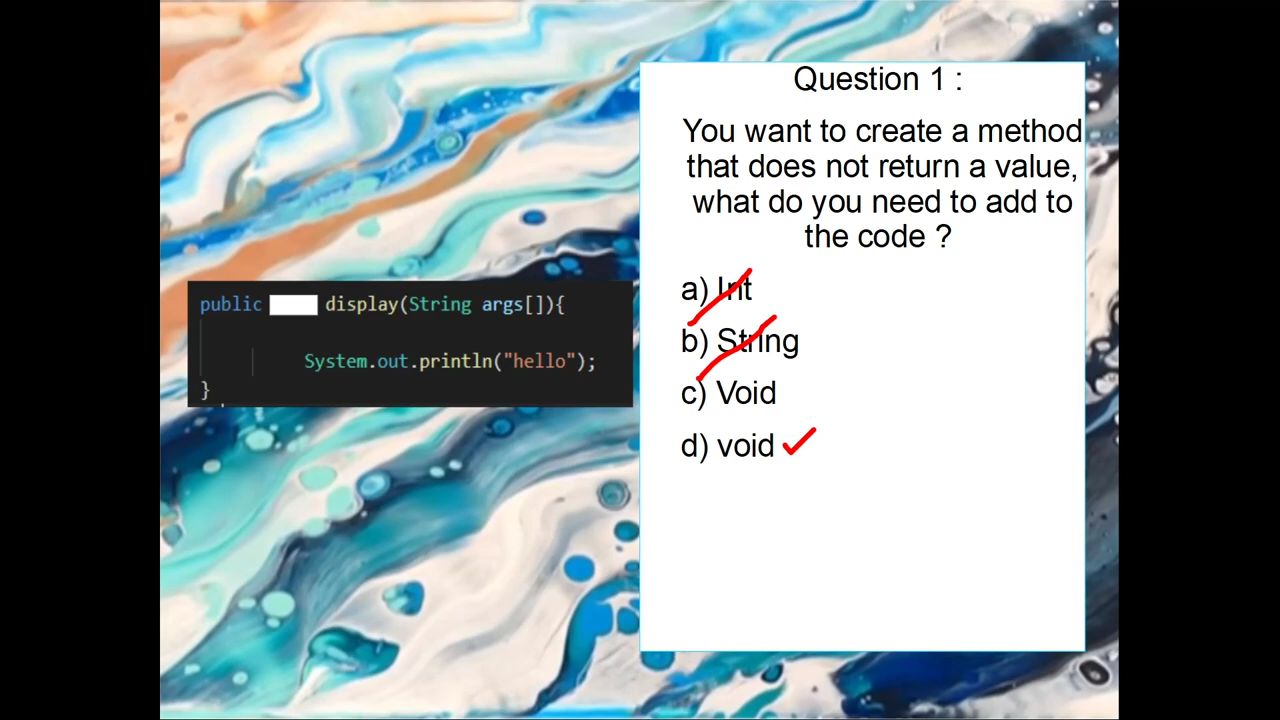 public display(String args[]){
System.out.println("hello");
}
Question 1 :
You want to create a method
that does not return a value,
what do you need to add to
the code ?
a) Int
b) String
c) Void
d) void